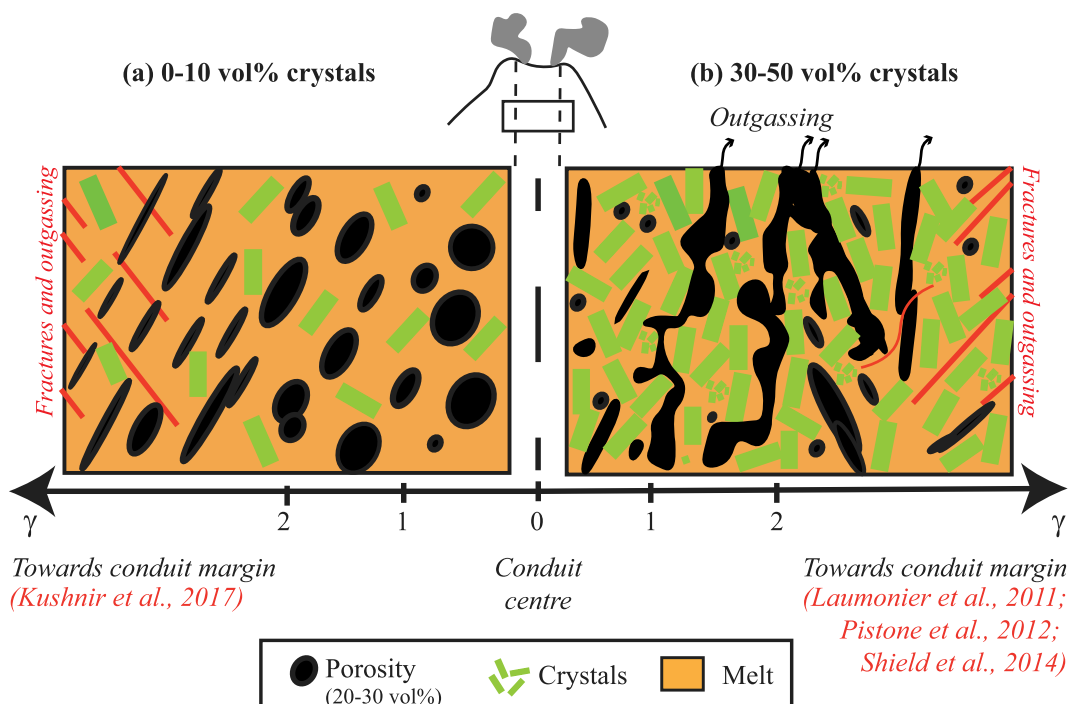 (a) 0-10 vol% crystals
(b) 30-50 vol% crystals
Outgassing
Fractures and outgassing
Fractures and outgassing
γ
2
1
0
1
2
γ
Towards conduit margin
(Kushnir et al., 2017)
Conduit
centre
Towards conduit margin
(Laumonier et al., 2011;
Pistone et al., 2012;
Shield et al., 2014)
Porosity
(20-30 vol%)
Crystals
Melt